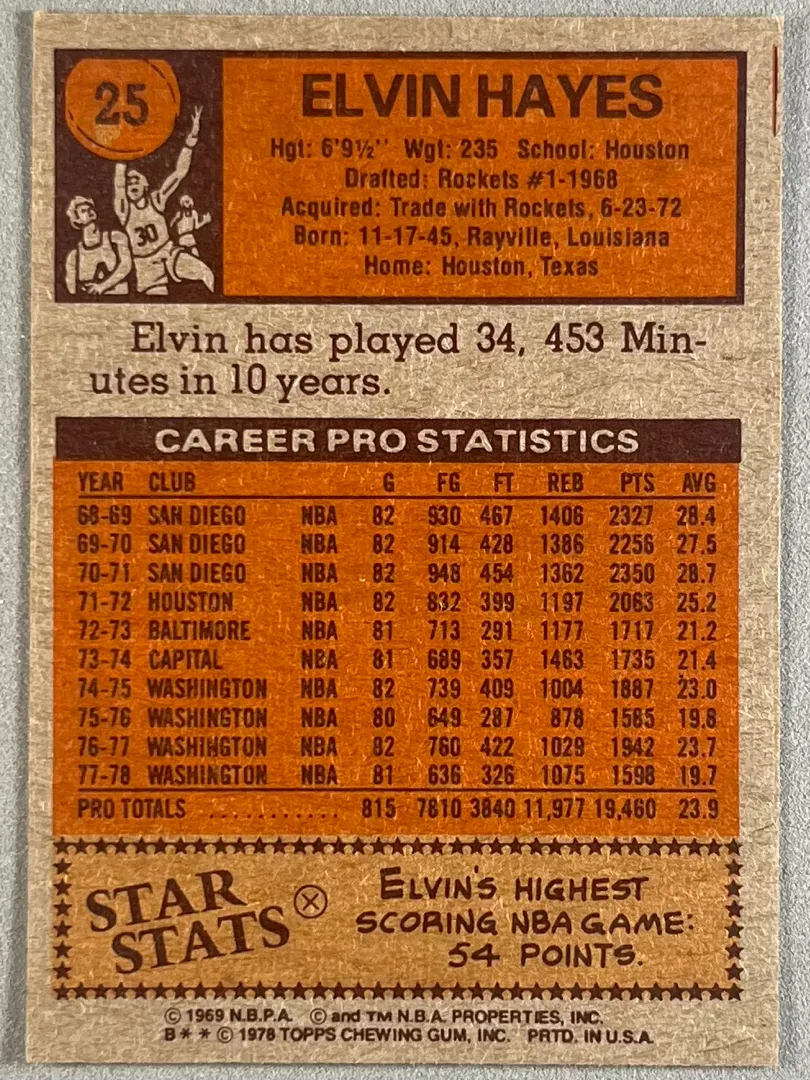 25
ELVIN HAYES
Hgt: 6'9½" Wgt: 235 School: Houston
Drafted: Rockets #1-1968
Acquired: Trade with Rockets, 6-23-72
Born: 11-17-45, Rayville, Louisiana
Home: Houston, Texas
30
Elvin has played 34, 453 Min-
utes in 10 years.
CAREER PRO STATISTICS
YEAR CLUB G FG FT REB PTS AVG
68-69 SAN DIEGO NBA 82 930 467 1406 2327 28.4
69-70 SAN DIEGO NBA 82 914 428 1386 2256 27.5
70-71 SAN DIEGO NBA 82 948 454 1362 2350 28.7
71-72 HOUSTON NBA 82 832 399 1197 2063 25.2
72-73 BALTIMORE NBA 81 713 291 1177 1717 21.2
73-74 CAPITAL NBA 81 689 357 1463 1735 21.4
74-75 WASHINGTON NBA 82 739 409 1004 1887 23.0
75-76 WASHINGTON NBA 80 649 287 878 1585 19.8
76-77 WASHINGTON NBA 82 760 422 1029 1942 23.7
77-78 WASHINGTON NBA 81 636 326 1075 1598 19.7
PRO TOTALS ........... 815 7810 3840 11,977 19,460 23.9
STAR
STATS
ELVIN'S HIGHEST
SCORING NBA GAME:
54 POINTS.
© 1969 N.B.P.A. © and TM N.B.A. PROPERTIES, INC.
B * * © 1978 TOPPS CHEWING GUM, INC. PRTD. IN U.S.A.